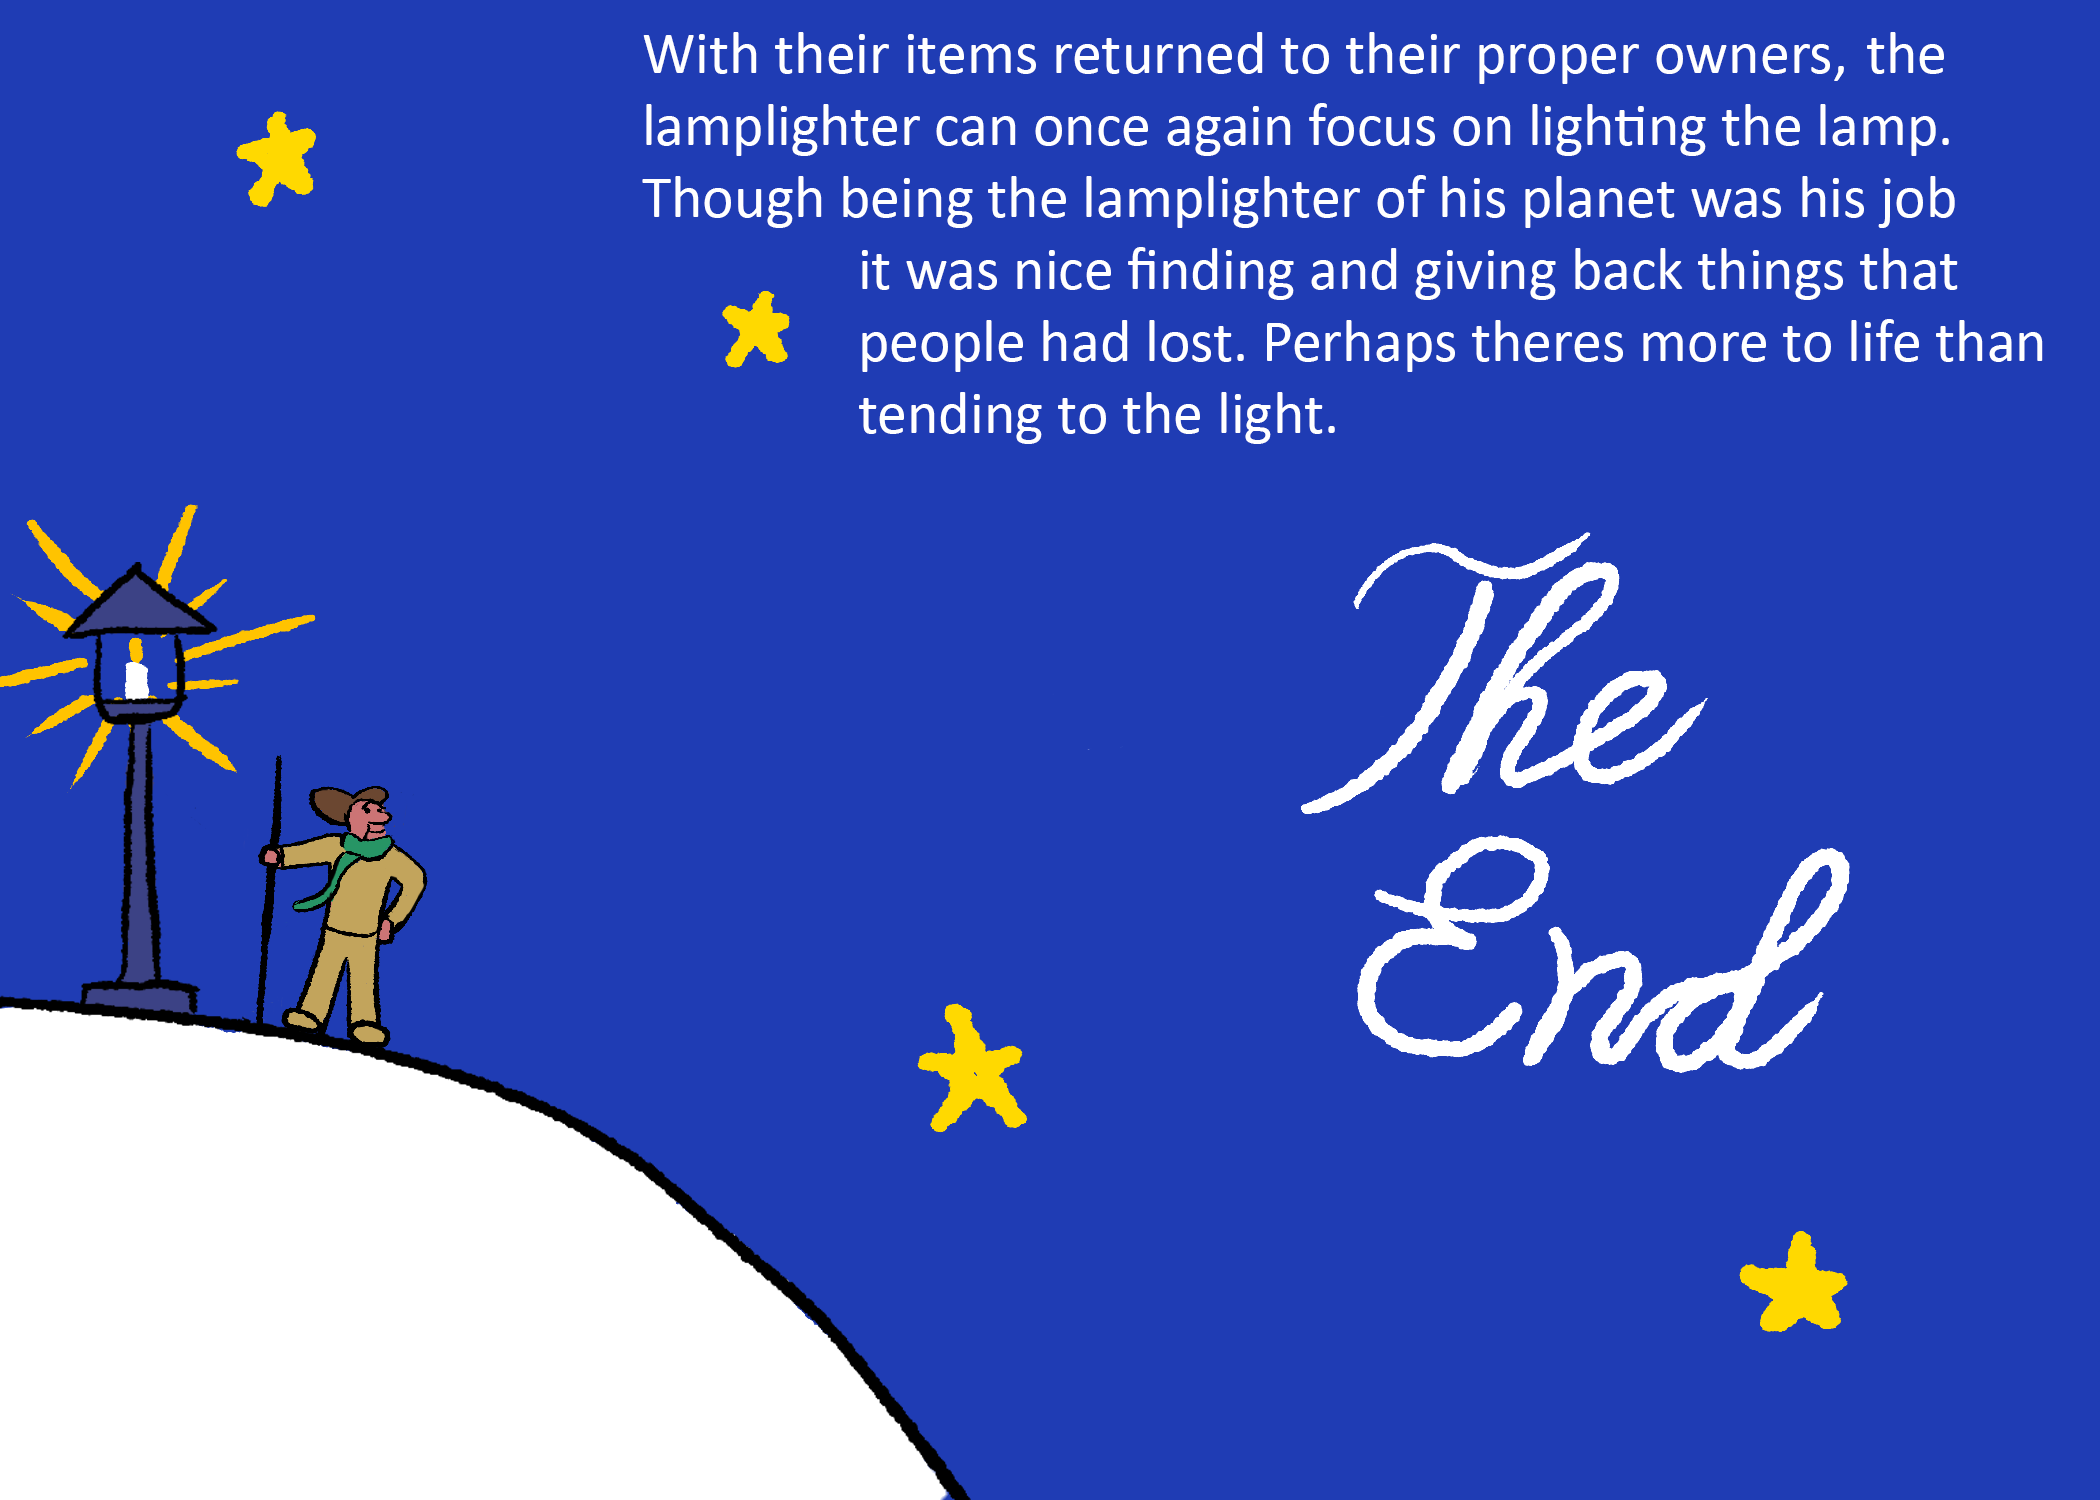 With their items returned to their proper owners, the
lamplighter can once again focus on lighting the lamp.
Though being the lamplighter of his planet was his job
it was nice finding and giving back things that
people had lost. Perhaps theres more to life than
tending to the light.
The
End